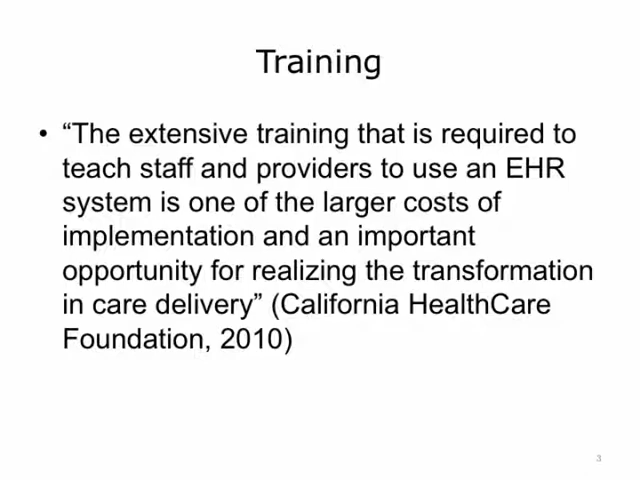 Training
• “The extensive training that is required to
teach staff and providers to use an EHR
system is one of the larger costs of
implementation and an important
opportunity for realizing the transformation
in care delivery” (California HealthCare
Foundation, 2010)
3